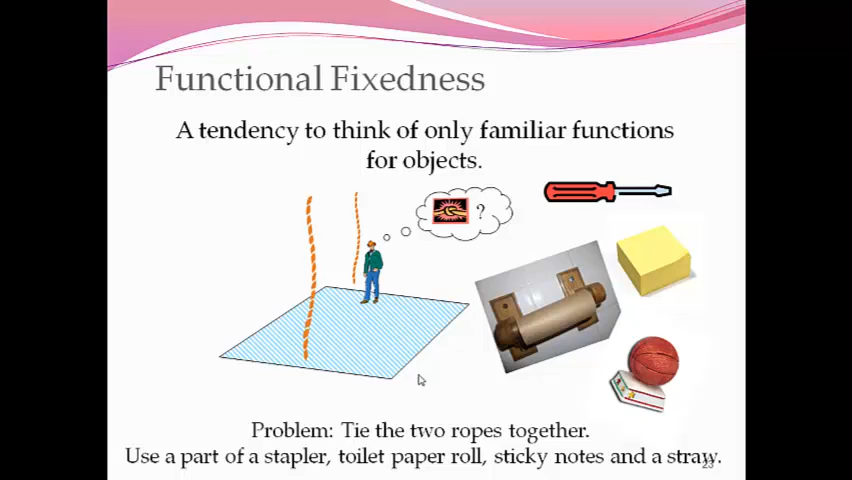 Functional Fixedness
A tendency to think of only familiar functions
for objects.
?
Problem: Tie the two ropes together.
Use a part of a stapler, toilet paper roll, sticky notes and a straw.
23